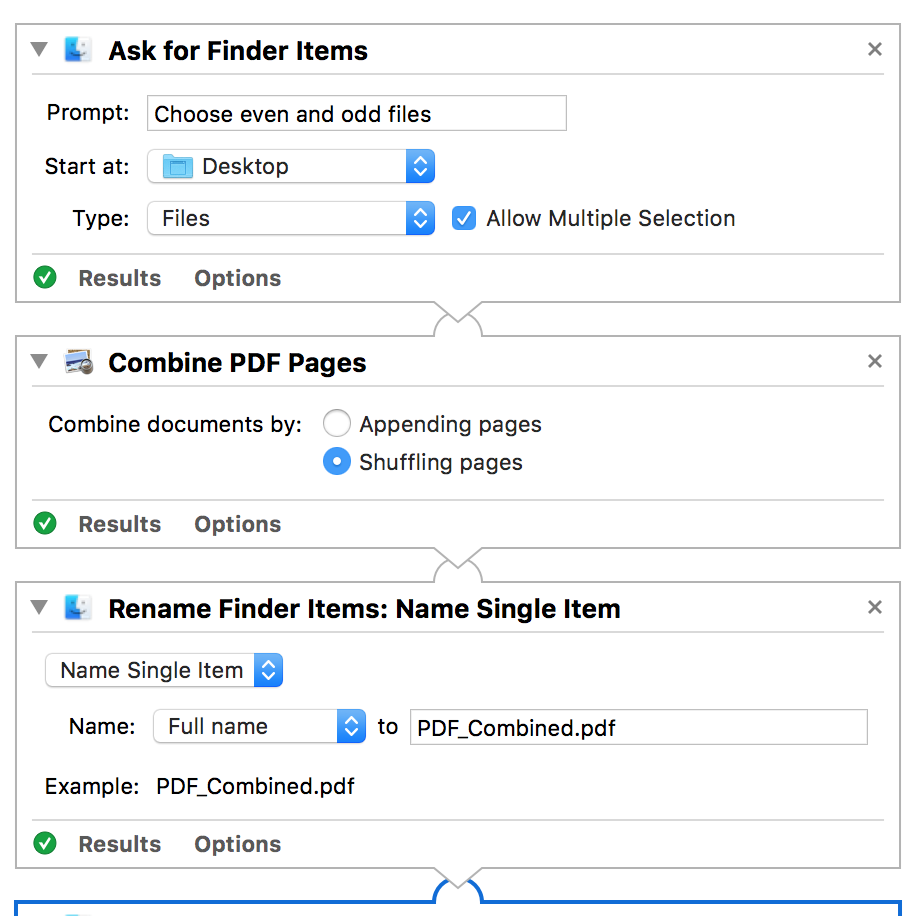 Ask for Finder Items
Prompt: Choose even and odd files
Start at: Desktop
Type: Files Allow Multiple Selection
Results Options
Combine PDF Pages
Combine documents by: Appending pages
Shuffling pages
Results Options
Rename Finder Items: Name Single Item
Name Single Item
Name: Full name to PDF_Combined.pdf
Example: PDF_Combined.pdf
Results Options